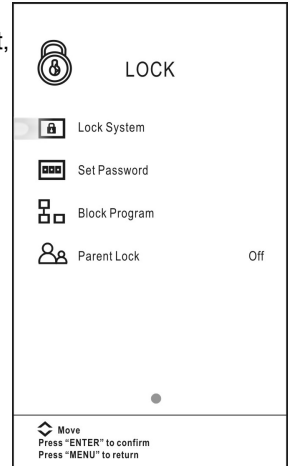 t,
LOCK
Lock System
Set Password
Block Program
Parent Lock Off
Move
Press “ENTER” to confirm
Press “MENU” to return